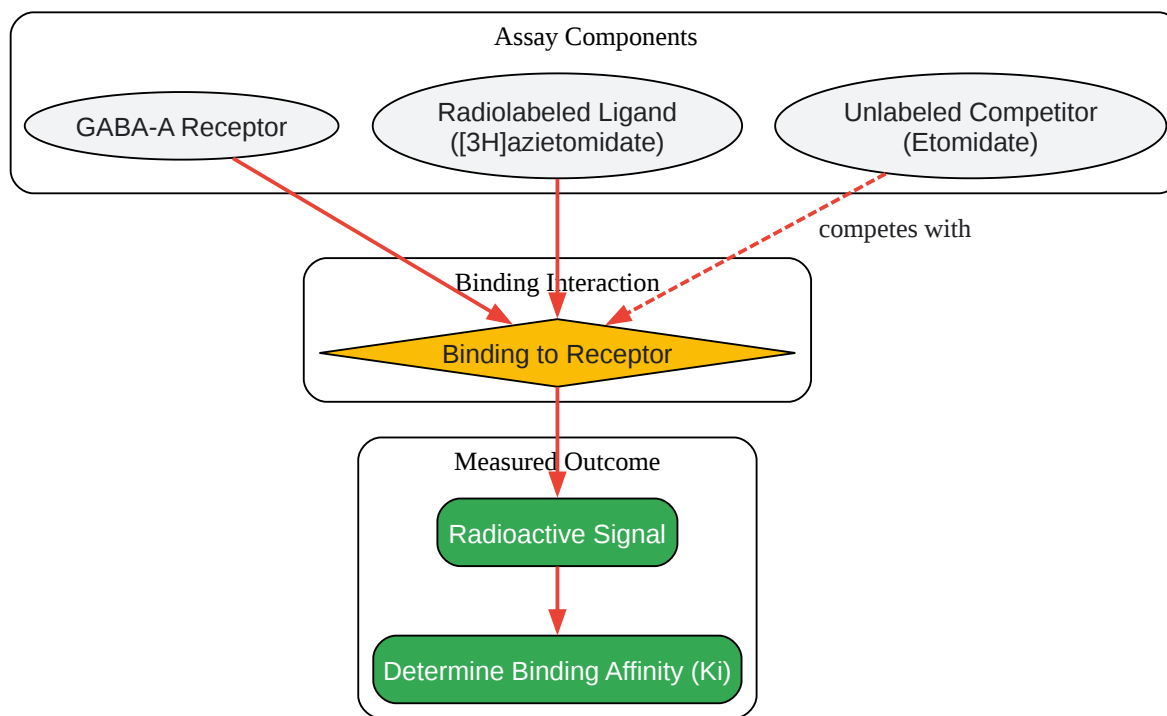 Assay Components
GABA-A Receptor
Radiolabeled Ligand
([3H]azietomidate)
Unlabeled Competitor
(Etomidate)
competes with
Binding Interaction
Binding to Receptor
Measured Outcome
Radioactive Signal
Determine Binding Affinity (Ki)